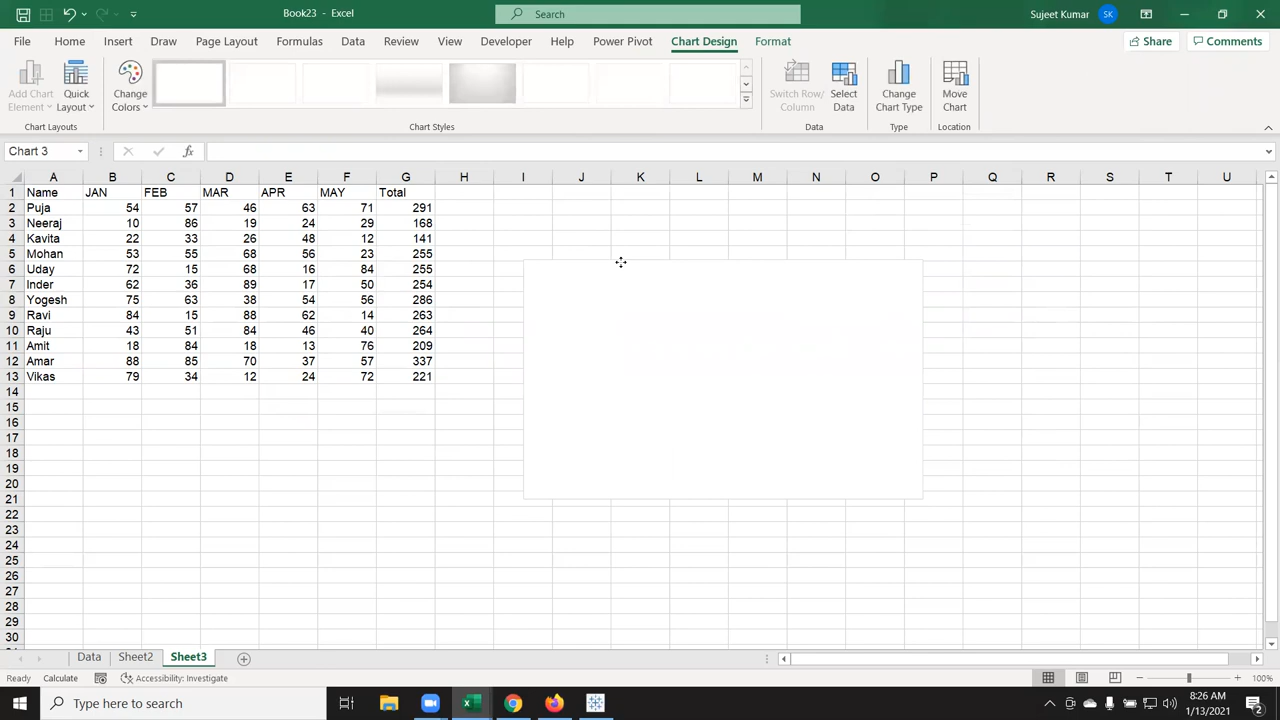 Book23 - Excel
Search
Sujeet Kumar
SK
File Home Insert Draw Page Layout Formulas Data Review View Developer Help Power Pivot Chart Design Format
Share Comments
Add Chart Element
Quick Layout
Change Colors
Switch Row/ Column
Select Data
Change Chart Type
Move Chart
Chart Layouts Chart Styles Data Type Location
Chart 3
fx
A B C D E F G H I J K L M N O P Q R S T U
1 Name JAN FEB MAR APR MAY Total
2 Puja 54 57 46 63 71 291
3 Neeraj 10 86 19 24 29 168
4 Kavita 22 33 26 48 12 141
5 Mohan 53 55 68 56 23 255
6 Uday 72 15 68 16 84 255
7 Inder 62 36 89 17 50 254
8 Yogesh 75 63 38 54 56 286
9 Ravi 84 15 88 62 14 263
10 Raju 43 51 84 46 40 264
11 Amit 18 84 18 13 76 209
12 Amar 88 85 70 37 57 337
13 Vikas 79 34 12 24 72 221
14
15
16
17
18
19
20
21
22
23
24
25
26
27
28
29
30
Data Sheet2 Sheet3
Ready Calculate Accessibility: Investigate 100%
Type here to search
8:26 AM
1/13/2021
2